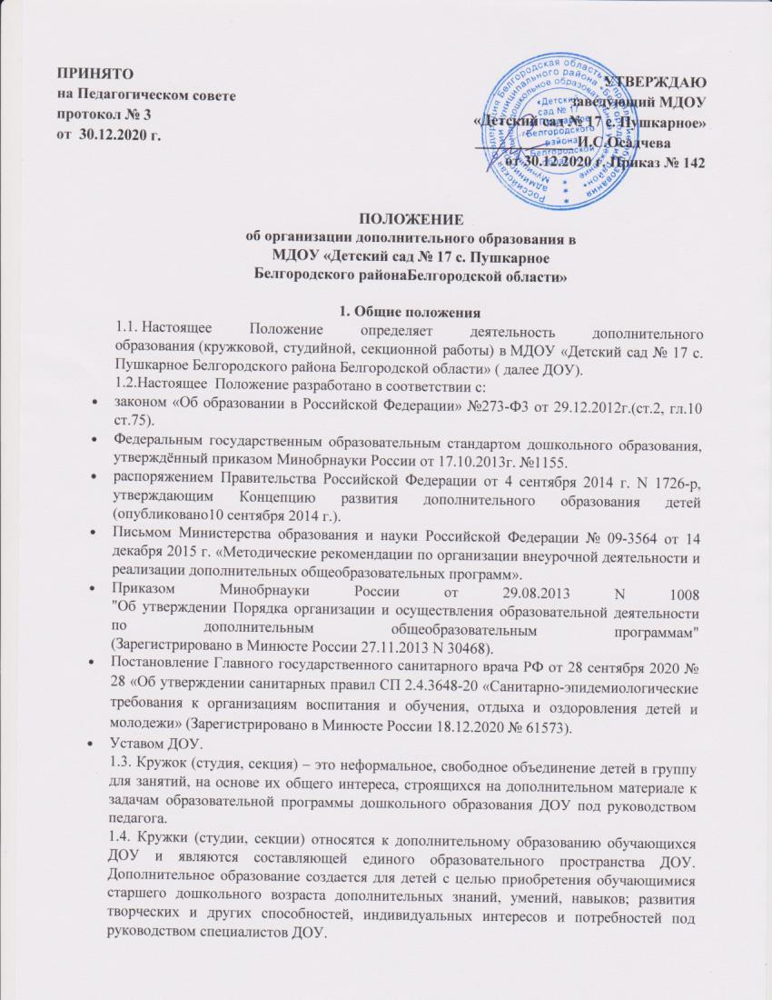 ПРИНЯТО
на Педагогическом совете
протокол № 3
от 30.12.2020 г.
УТВЕРЖДАЮ
заведующий МДОУ
«Детский сад № 17 с. Пушкарное»
И.С.Осадчева
от 30.12.2020 г. Приказ № 142
«Детский
сад № 17
с. Пушкарное
Белгородского
района
Белгородской
ПОЛОЖЕНИЕ
об организации дополнительного образования в
МДОУ «Детский сад № 17 с. Пушкарное
Белгородского районаБелгородской области»
1. Общие положения
1.1. Настоящее Положение определяет деятельность дополнительного
образования (кружковой, студийной, секционной работы) в МДОУ «Детский сад № 17 с.
Пушкарное Белгородского района Белгородской области» ( далее ДОУ).
1.2.Настоящее Положение разработано в соответствии с:
• законом «Об образовании в Российской Федерации» №273-ФЗ от 29.12.2012г.(ст.2, гл.10
ст.75).
• Федеральным государственным образовательным стандартом дошкольного образования,
утверждённый приказом Минобрнауки России от 17.10.2013г. №1155.
• распоряжением Правительства Российской Федерации от 4 сентября 2014 г. N 1726-р,
утверждающим Концепцию развития дополнительного образования детей
(опубликовано10 сентября 2014 г.).
• Письмом Министерства образования и науки Российской Федерации № 09-3564 от 14
декабря 2015 г. «Методические рекомендации по организации внеурочной деятельности и
реализации дополнительных общеобразовательных программ».
• Приказом Минобрнауки России от 29.08.2013 N 1008
"Об утверждении Порядка организации и осуществления образовательной деятельности
по дополнительным общеобразовательным программам"
(Зарегистрировано в Минюсте России 27.11.2013 N 30468).
• Постановление Главного государственного санитарного врача РФ от 28 сентября 2020 №
28 «Об утверждении санитарных правил СП 2.4.3648-20 «Санитарно-эпидемиологические
требования к организациям воспитания и обучения, отдыха и оздоровления детей и
молодежи» (Зарегистрировано в Минюсте России 18.12.2020 № 61573).
• Уставом ДОУ.
1.3. Кружок (студия, секция) – это неформальное, свободное объединение детей в группу
для занятий, на основе их общего интереса, строящихся на дополнительном материале к
задачам образовательной программы дошкольного образования ДОУ под руководством
педагога.
1.4. Кружки (студии, секции) относятся к дополнительному образованию обучающихся
ДОУ и являются составляющей единого образовательного пространства ДОУ.
Дополнительное образование создается для детей с целью приобретения обучающимися
старшего дошкольного возраста дополнительных знаний, умений, навыков; развития
творческих и других способностей, индивидуальных интересов и потребностей под
руководством специалистов ДОУ.